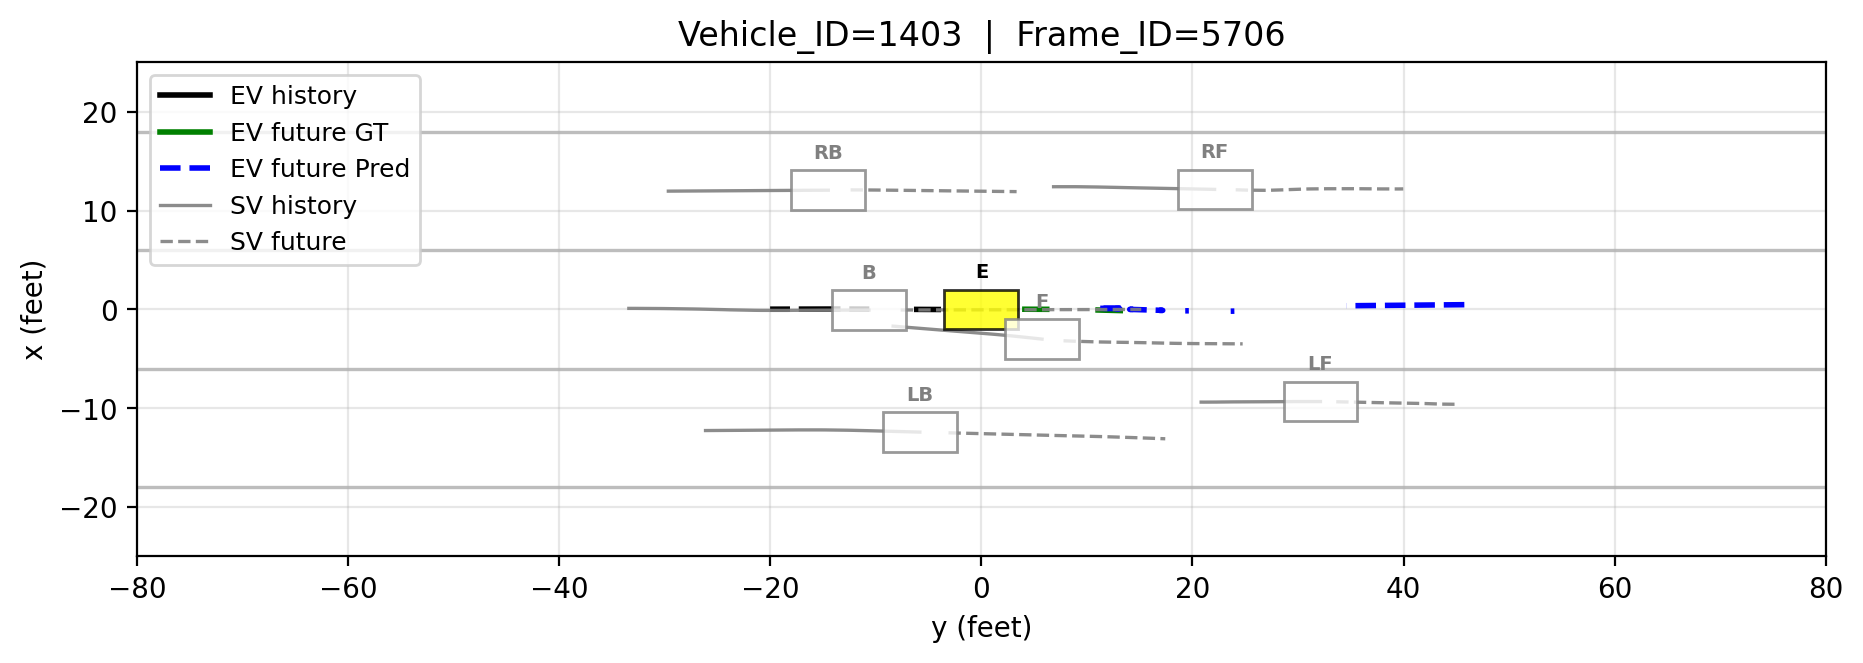 Vehicle_ID=1403 | Frame_ID=5706
EV history
EV future GT
EV future Pred
SV history
SV future
RB
RF
B
E
F
LF
LB
20
10
0
−10
−20
x (feet)
−80
−60
−40
−20
0
20
40
60
80
y (feet)